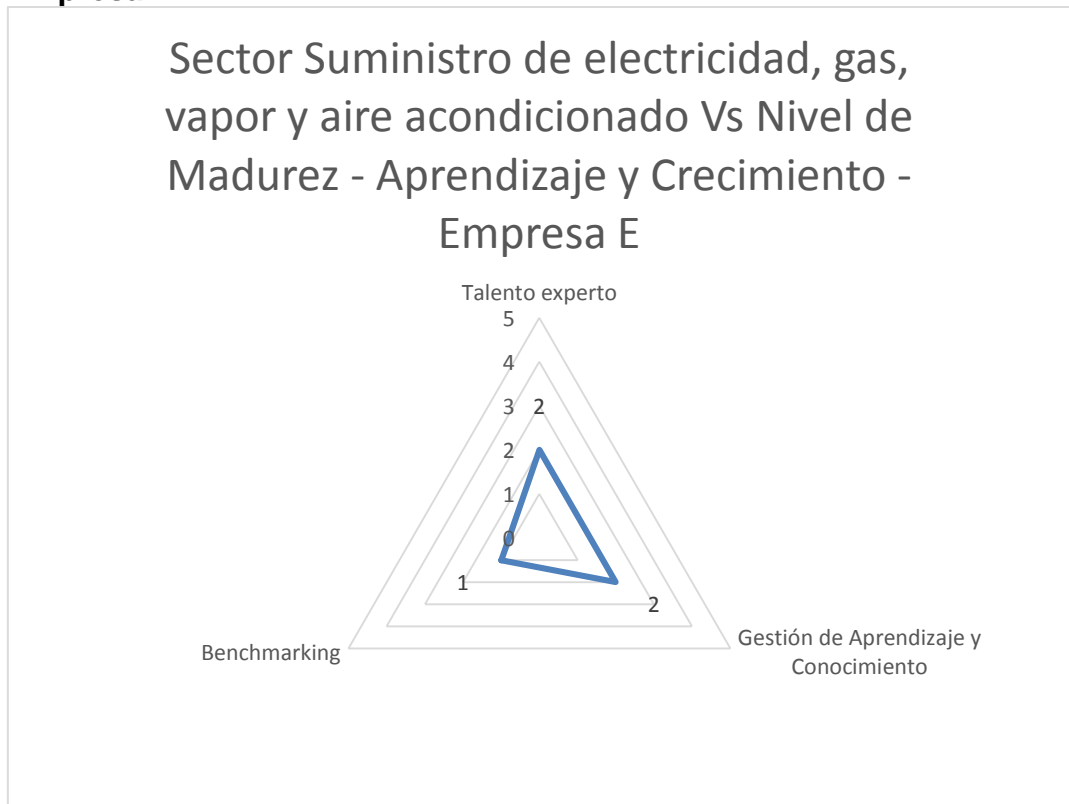 Sector Suministro de electricidad, gas,
vapor y aire acondicionado Vs Nivel de
Madurez - Aprendizaje y Crecimiento -
Empresa E
Talento experto
5
4
3
2
2
1
0
1
2
Benchmarking
Gestión de Aprendizaje y
Conocimiento